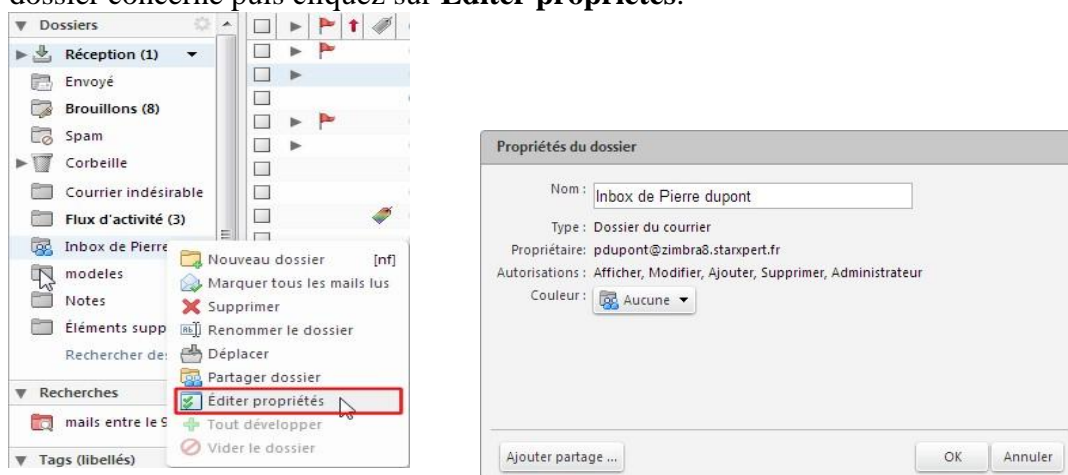 dossier concerné puis cliquez sur Éditer propriétés.
Dossiers
Réception (1)
Envoyé
Brouillons (8)
Spam
Corbeille
Courrier indésirable
Flux d'activité (3)
Inbox de Pierre
modeles
Notes
Éléments supp
Rechercher des
Recherches
mails entre le 9
Tags (libellés)
Nouveau dossier [nf]
Marquer tous les mails lus
Supprimer
Renommer le dossier
Déplacer
Partager dossier
Éditer propriétés
Tout développer
Vider le dossier
Propriétés du dossier
Nom : Inbox de Pierre dupont
Type : Dossier du courrier
Propriétaire: pdupont@zimbra8.starxpert.fr
Autorisations : Afficher, Modifier, Ajouter, Supprimer, Administrateur
Couleur : Aucune
Ajouter partage ...
OK
Annuler